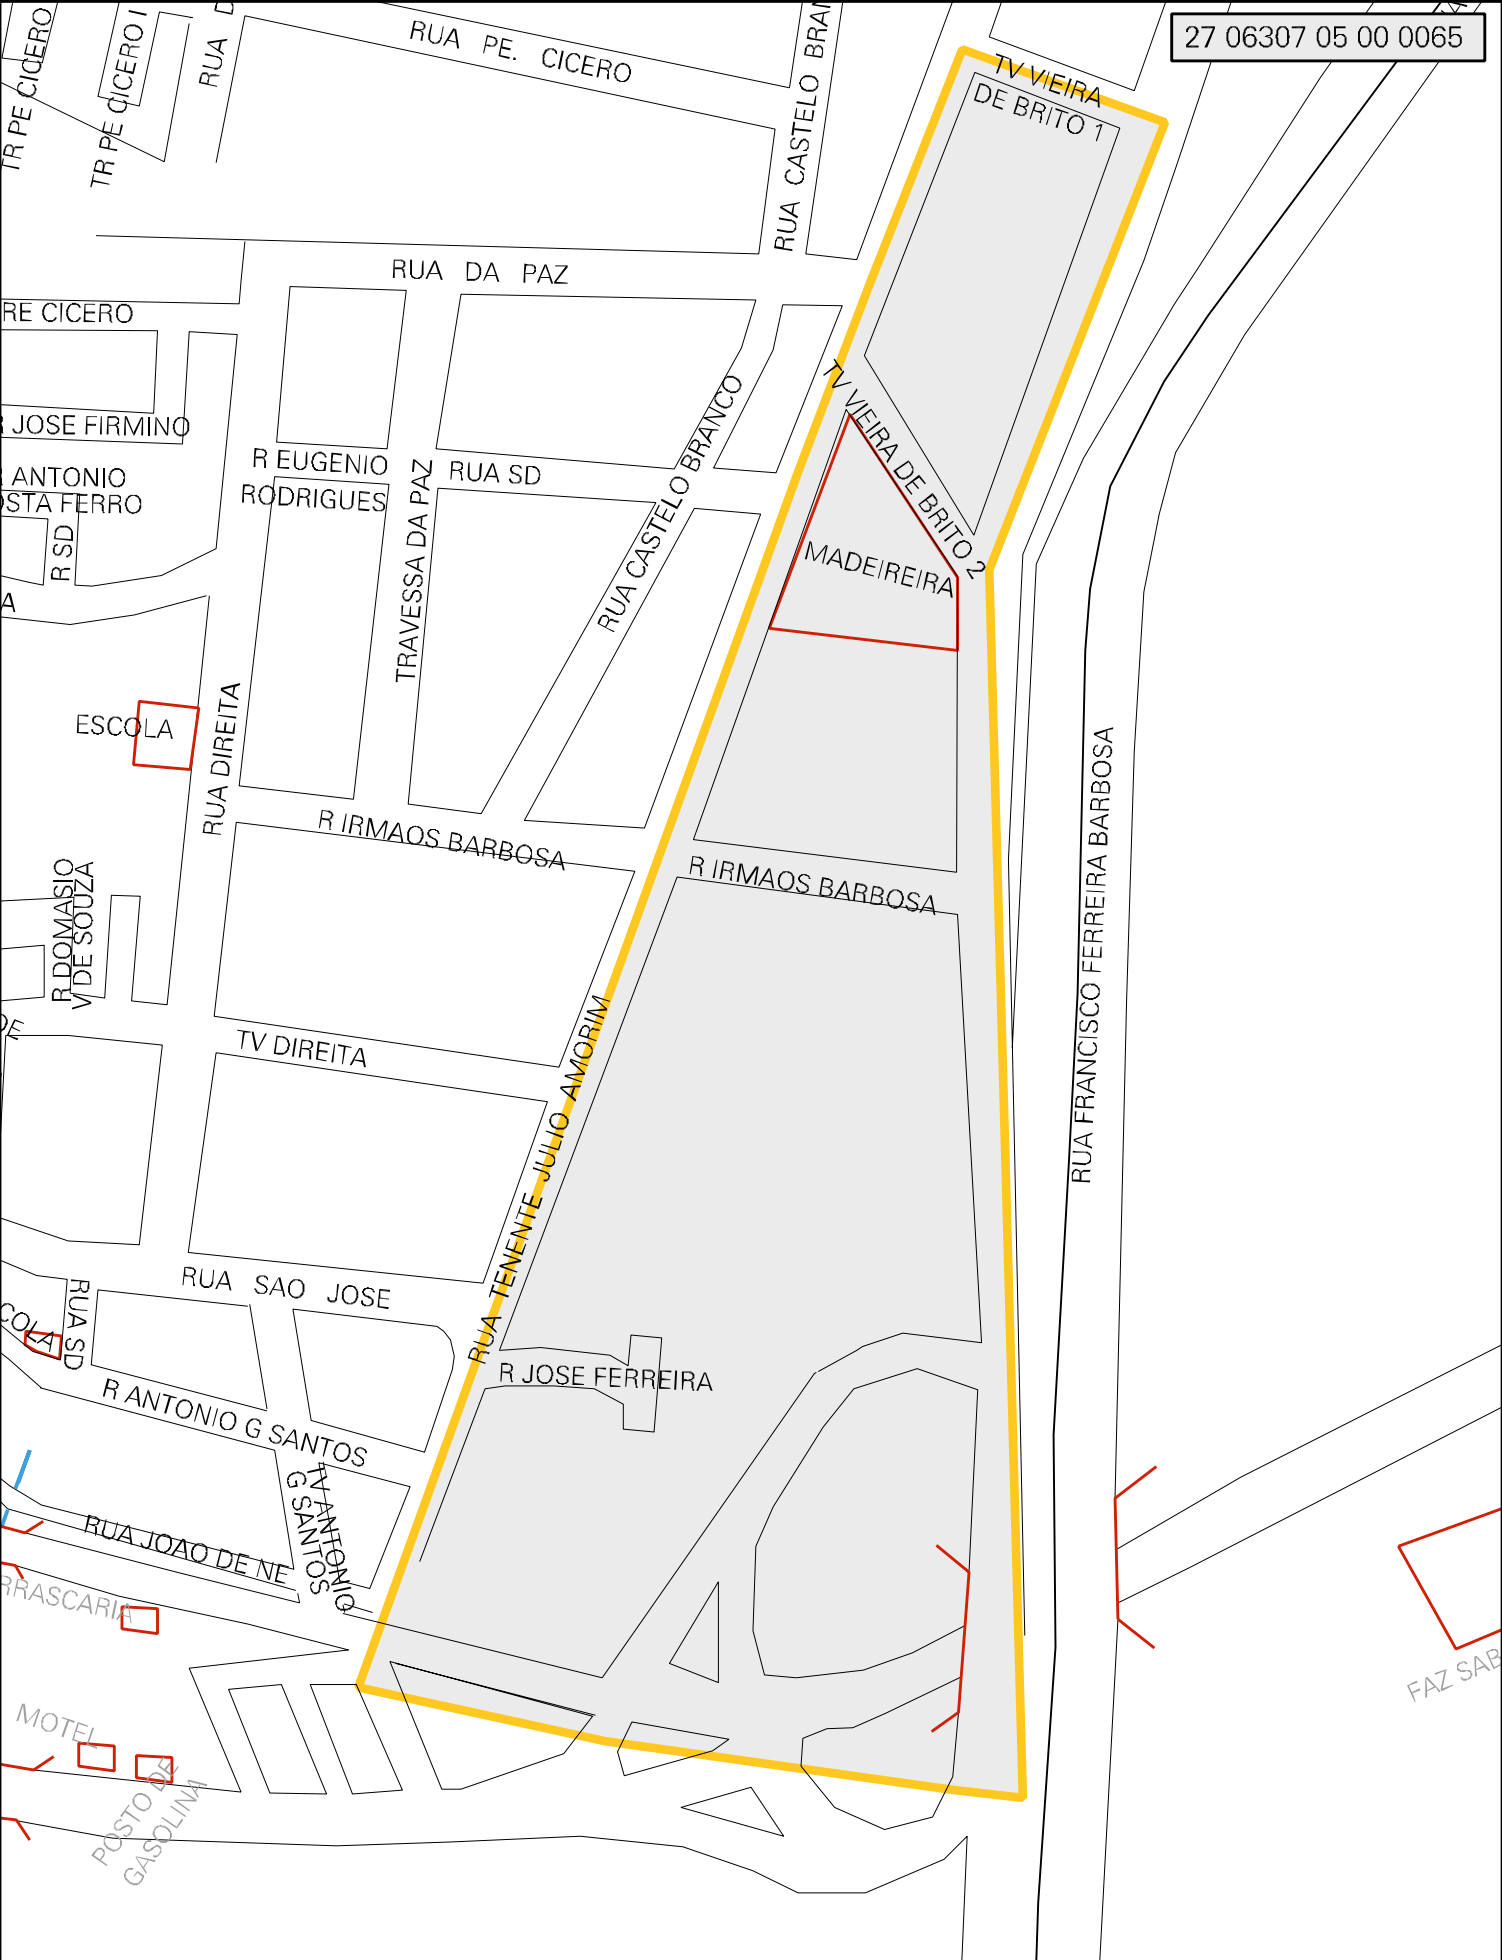 27 06307 05 00 0065
TR PE CICERO
TR PE CICERO I
RUA D
RUA PE. CICERO
RUA CASTELO BRAN
TV VIEIRA
DE BRITO 1
RUA DA PAZ
RE CICERO
R JOSE FIRMINO
R ANTONIO
OSTA FERRO
R SD
A
R EUGENIO
RODRIGUES
TRAVESSA DA PAZ
RUA SD
RUA CASTELO BRANCO
TV VIEIRA DE BRITO 2
MADEIREIRA
ESCOLA
RUA DIREITA
R IRMAOS BARBOSA
R IRMAOS BARBOSA
RUA FRANCISCO FERREIRA BARBOSA
R DOMASIO
V DE SOUZA
DE
TV DIREITA
RUA TENENTE JULIO AMORIM
RUA SAO JOSE
COLA
RUA SD
R JOSE FERREIRA
R ANTONIO G SANTOS
TV ANTONIO
G SANTOS
RUA JOAO DE NE
RRASCARIA
MOTEL
POSTO DE
GASOLINA
FAZ SAB